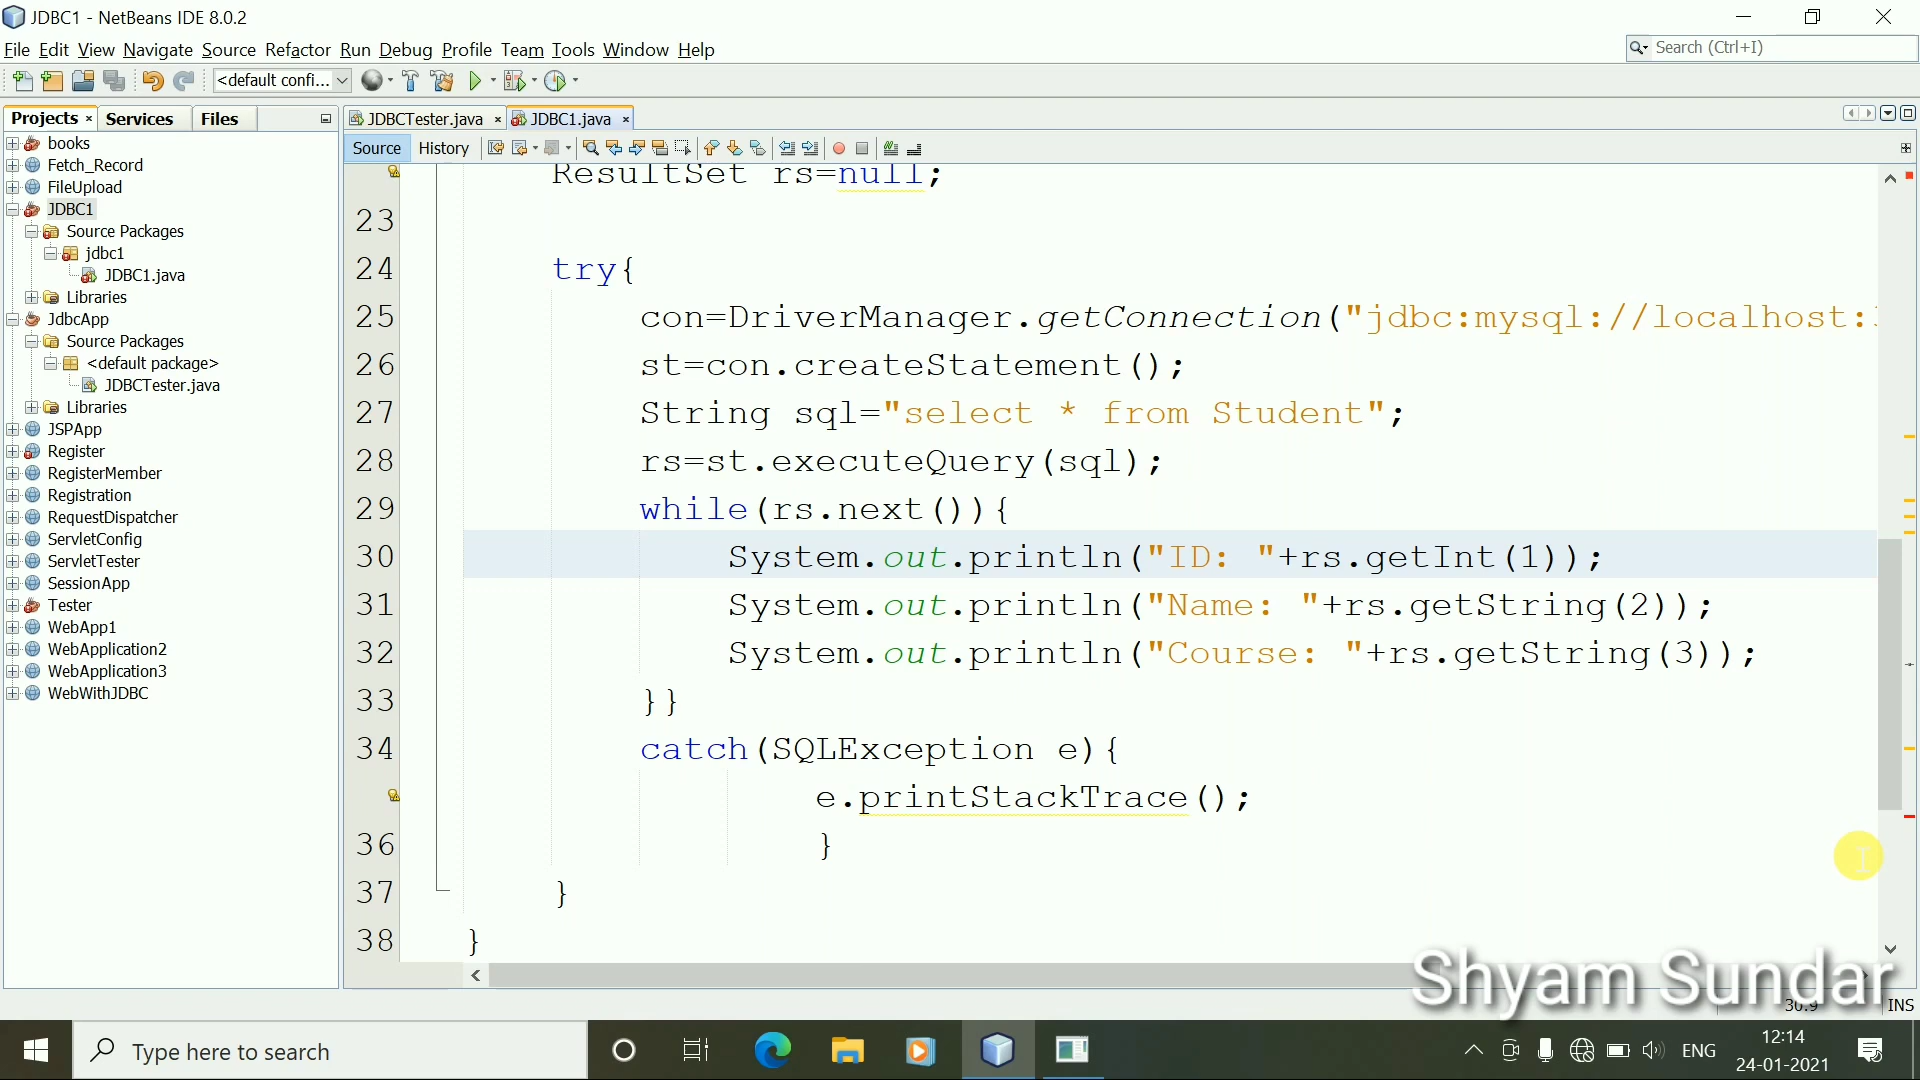 JDBC1 - NetBeans IDE 8.0.2
File Edit View Navigate Source Refactor Run Debug Profile Team Tools Window Help
Search (Ctrl+I)
<default confi...
Projects
Services
Files
JDBCTester.java
JDBC1.java
Source
History
books
Fetch_Record
FileUpload
JDBC1
Source Packages
jdbc1
JDBC1.java
Libraries
JdbcApp
Source Packages
<default package>
JDBCTester.java
Libraries
JSPApp
Register
RegisterMember
Registration
RequestDispatcher
ServletConfig
ServletTester
SessionApp
Tester
WebApp1
WebApplication2
WebApplication3
WebWithJDBC
ResultSet rs=null;
23
24 try{
25 con=DriverManager.getConnection("jdbc:mysql://localhost:3
26 st=con.createStatement();
27 String sql="select * from Student";
28 rs=st.executeQuery(sql);
29 while(rs.next()){
30 System.out.println("ID: "+rs.getInt(1));
31 System.out.println("Name: "+rs.getString(2));
32 System.out.println("Course: "+rs.getString(3));
33 }}
34 catch(SQLException e){
e.printStackTrace();
36 }
37 }
38 }
Shyam Sundar
30:9
INS
Type here to search
ENG
12:14
24-01-2021